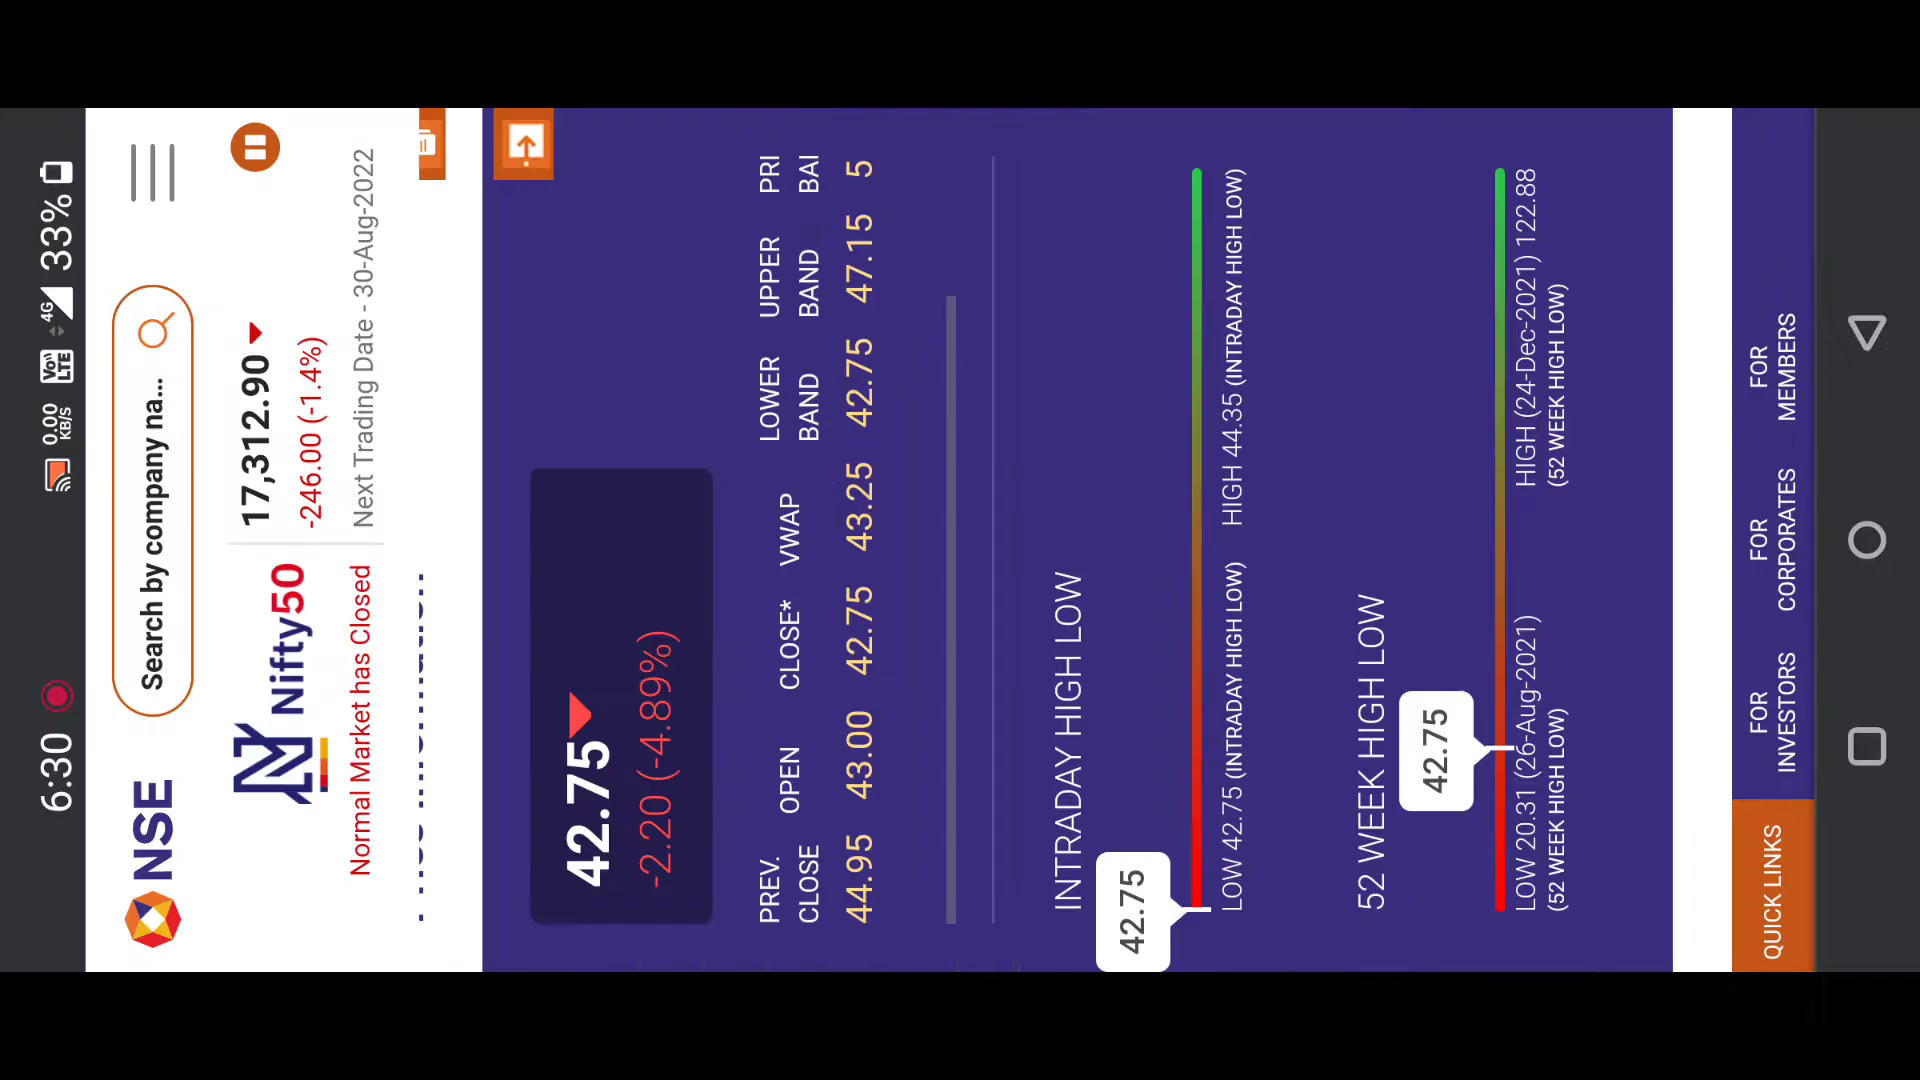 6:30
0.00
KB/S
Vo)
LTE
4G
33%
NSE
Search by company na...
Nifty50
17,312.90
-246.00 (-1.4%)
Normal Market has Closed
Next Trading Date - 30-Aug-2022
42.75
-2.20 (-4.89%)
PREV. CLOSE OPEN CLOSE* VWAP LOWER BAND UPPER BAND PRI BAI
44.95 43.00 42.75 43.25 42.75 47.15 5
INTRADAY HIGH LOW
42.75
LOW 42.75 (INTRADAY HIGH LOW) HIGH 44.35 (INTRADAY HIGH LOW)
52 WEEK HIGH LOW
42.75
LOW 20.31 (26-Aug-2021)
(52 WEEK HIGH LOW)
HIGH (24-Dec-2021) 122.88
(52 WEEK HIGH LOW)
QUICK LINKS
FOR
INVESTORS
FOR
CORPORATES
FOR
MEMBERS